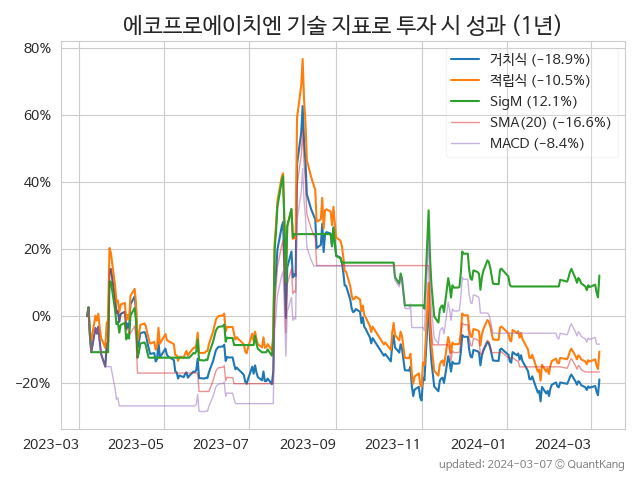 에코프로에이치엔 기술 지표로 투자 시 성과 (1년)
80%
60%
40%
20%
0%
−20%
거치식 (−18.9%)
적립식 (−10.5%)
SigM (12.1%)
SMA(20) (−16.6%)
MACD (−8.4%)
2023-03 2023-05 2023-07 2023-09 2023-11 2024-01 2024-03
updated: 2024-03-07 © QuantKang